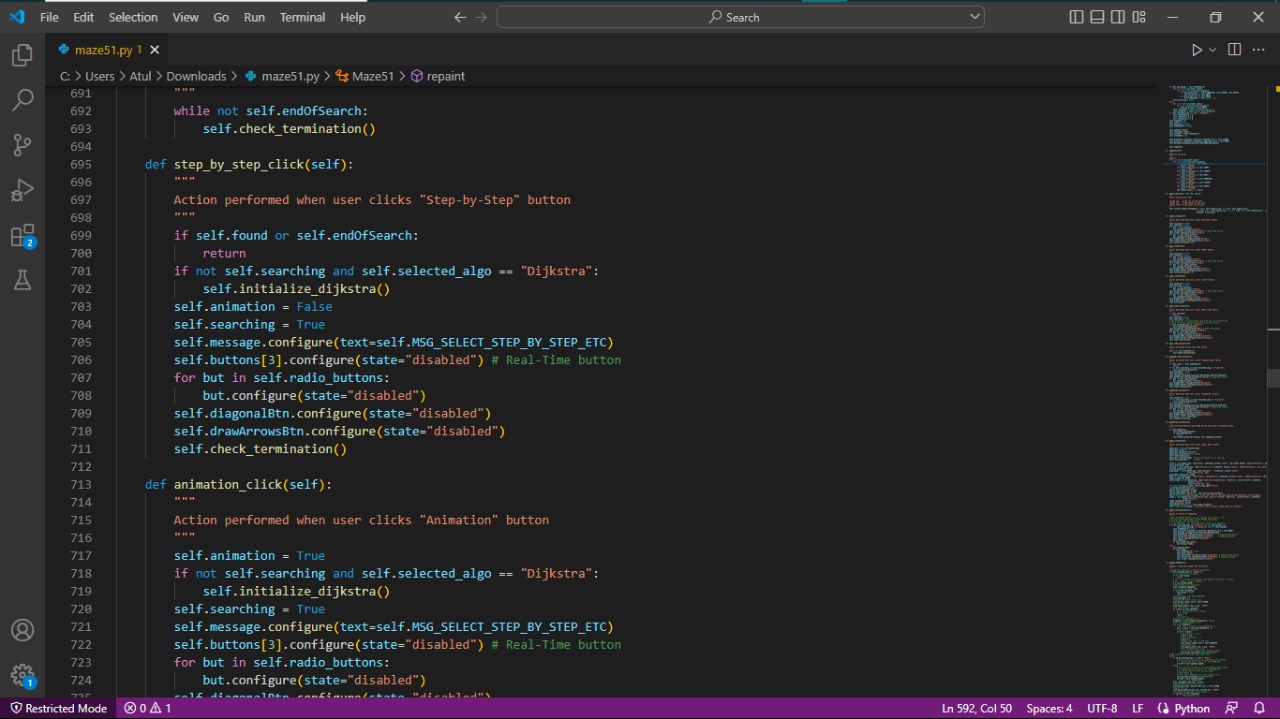 File Edit Selection View Go Run Terminal Help Search
maze51.py 1
C: > Users > Atul > Downloads > maze51.py > Maze51 > repaint
691 """
692 while not self.endOfSearch:
693 self.check_termination()
694
695 def step_by_step_click(self):
696 """
697 Action performed when user clicks "Step-by-Step" button
698 """
699 if self.found or self.endOfSearch:
700 return
701 if not self.searching and self.selected_algo == "Dijkstra":
702 self.initialize_dijkstra()
703 self.animation = False
704 self.searching = True
705 self.message.configure(text=self.MSG_SELECT_STEP_BY_STEP_ETC)
706 self.buttons[3].configure(state="disabled") # Real-Time button
707 for but in self.radio_buttons:
708 but.configure(state="disabled")
709 self.diagonalBtn.configure(state="disabled")
710 self.drawArrowsBtn.configure(state="disabled")
711 self.check_termination()
712
713 def animation_click(self):
714 """
715 Action performed when user clicks "Animation" button
716 """
717 self.animation = True
718 if not self.searching and self.selected_algo == "Dijkstra":
719 self.initialize_dijkstra()
720 self.searching = True
721 self.message.configure(text=self.MSG_SELECT_STEP_BY_STEP_ETC)
722 self.buttons[3].configure(state="disabled") # Real-Time button
723 for but in self.radio_buttons:
724 but.configure(state="disabled")
725 self.diagonalBtn.configure(state="disabled")
2
1
Restricted Mode 0 1 Ln 592, Col 50 Spaces: 4 UTF-8 LF Python